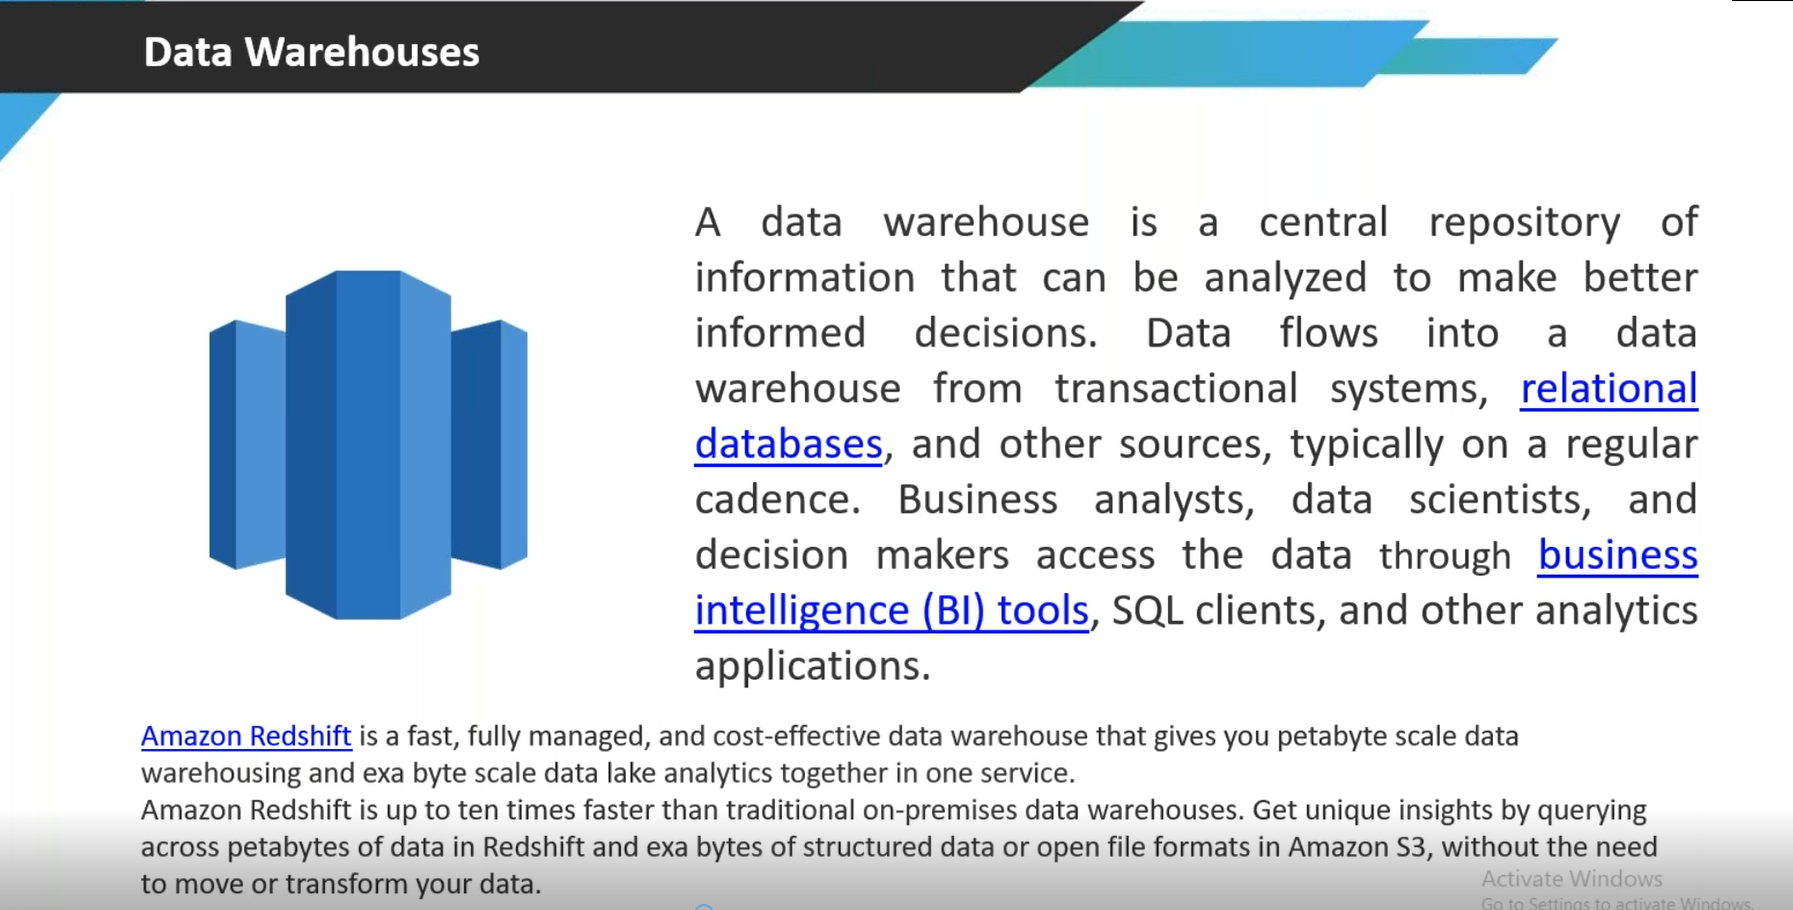 Data Warehouses
A data warehouse is a central repository of
information that can be analyzed to make better
informed decisions. Data flows into a data
warehouse from transactional systems, relational
databases, and other sources, typically on a regular
cadence. Business analysts, data scientists, and
decision makers access the data through business
intelligence (BI) tools, SQL clients, and other analytics
applications.
Amazon Redshift is a fast, fully managed, and cost-effective data warehouse that gives you petabyte scale data
warehousing and exa byte scale data lake analytics together in one service.
Amazon Redshift is up to ten times faster than traditional on-premises data warehouses. Get unique insights by querying
across petabytes of data in Redshift and exa bytes of structured data or open file formats in Amazon S3, without the need
to move or transform your data.
Activate Windows
Go to Settings to activate Windows.